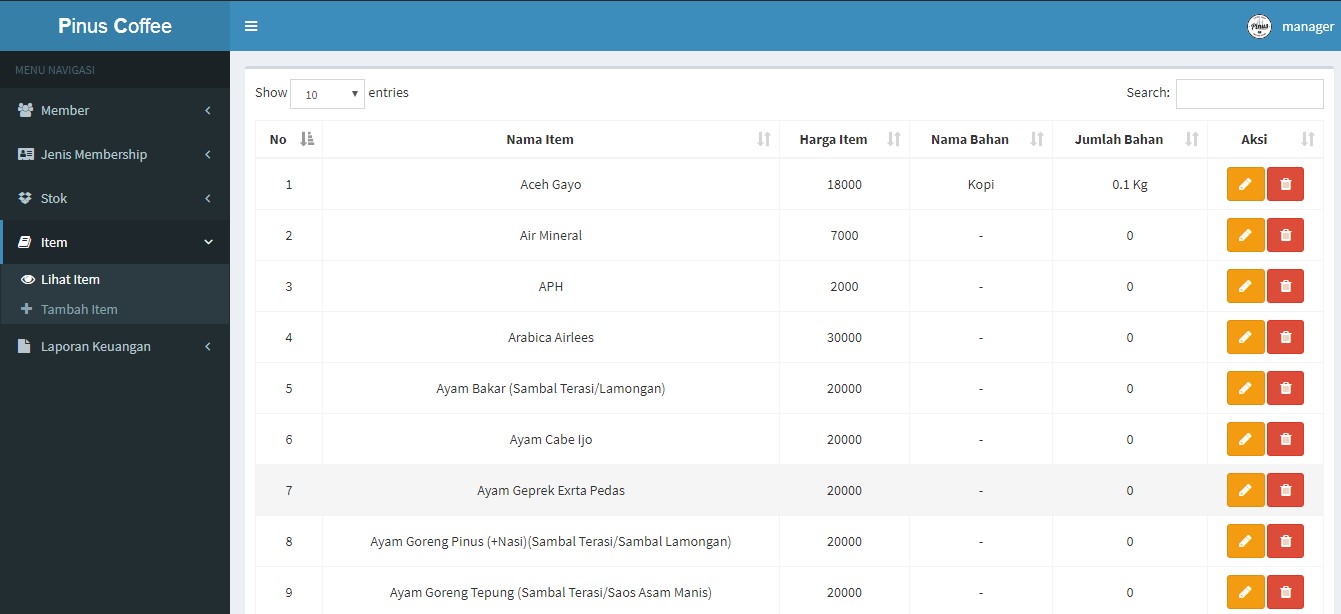 Pinus Coffee
Pinus manager
MENU NAVIGASI
Member
Jenis Membership
Stok
Item
Lihat Item
Tambah Item
Laporan Keuangan
Show 10 entries Search:
No Nama Item Harga Item Nama Bahan Jumlah Bahan Aksi
1 Aceh Gayo 18000 Kopi 0.1 Kg
2 Air Mineral 7000 - 0
3 APH 2000 - 0
4 Arabica Airlees 30000 - 0
5 Ayam Bakar (Sambal Terasi/Lamongan) 20000 - 0
6 Ayam Cabe Ijo 20000 - 0
7 Ayam Geprek Exrta Pedas 20000 - 0
8 Ayam Goreng Pinus (+Nasi)(Sambal Terasi/Sambal Lamongan) 20000 - 0
9 Ayam Goreng Tepung (Sambal Terasi/Saos Asam Manis) 20000 - 0